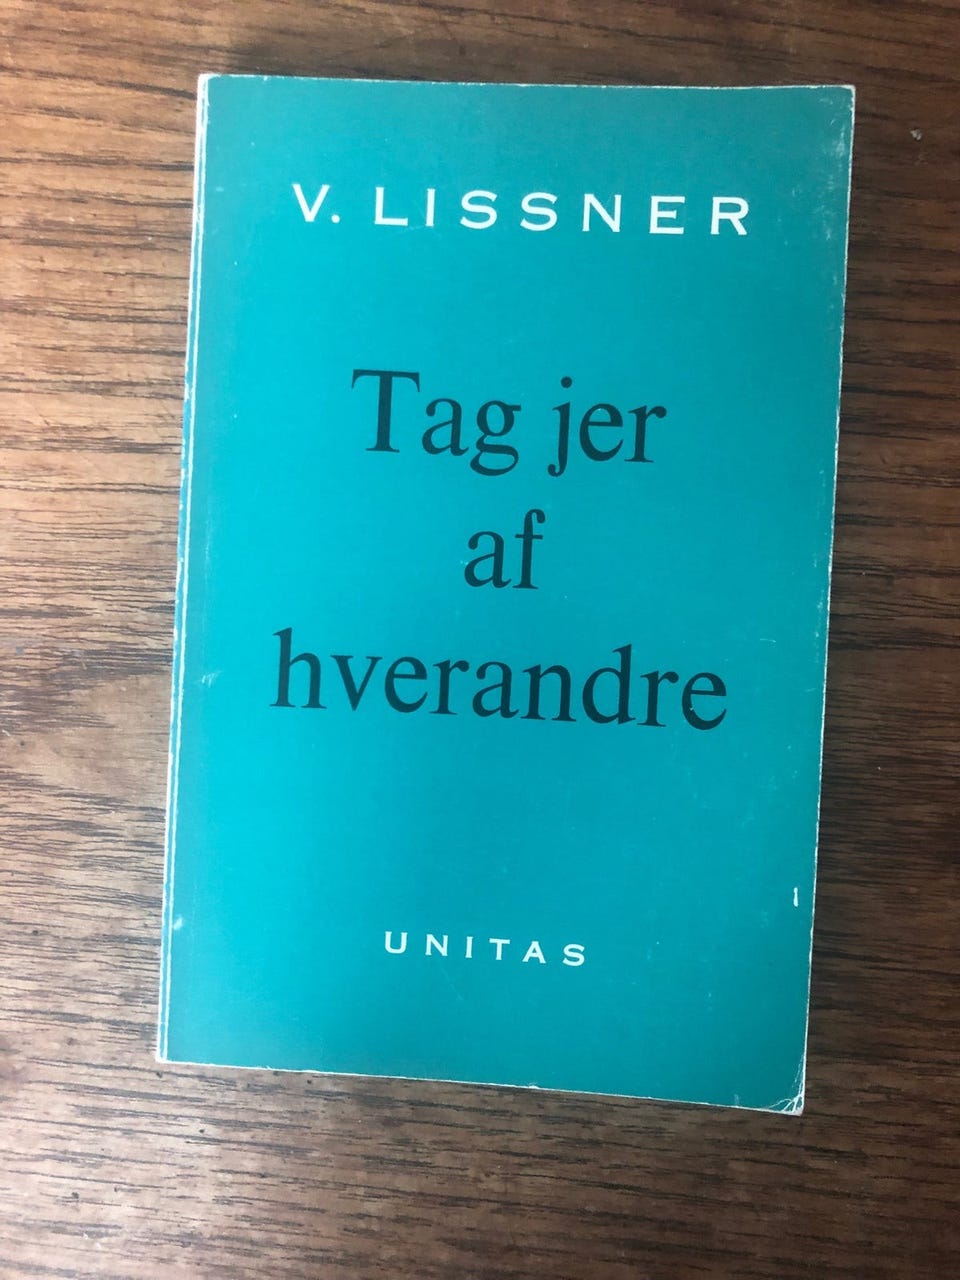 V. LISSNER
Tag jer
af
hverandre
UNITAS